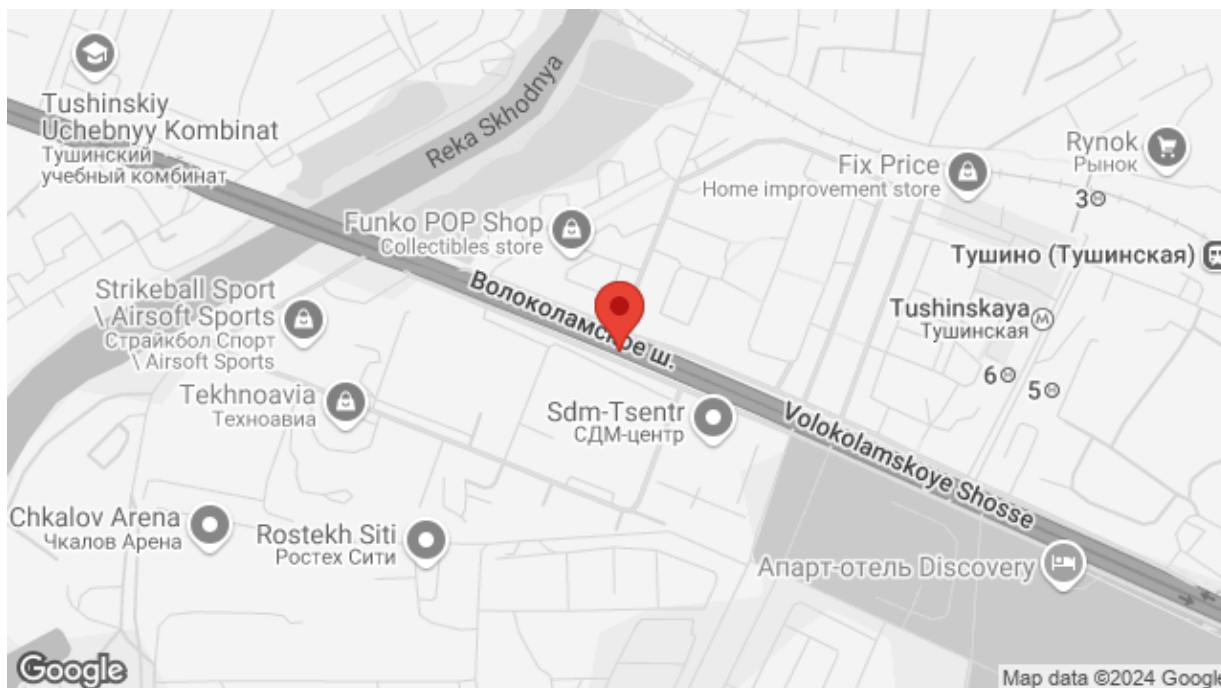 Tushinskiy
Uchebnyy Kombinat
Тушинский
учебный комбинат
Reka Skhodnya
Rynok
Рынок
Fix Price
Home improvement store
3
Funko POP Shop
Collectibles store
Тушино (Тушинская)
Волоколамское ш.
Strikeball Sport
\ Airsoft Sports
Страйкбол Спорт
\ Airsoft Sports
Tushinskaya
Тушинская
M
6
5
Tekhnoavia
Техноавиа
Sdm-Tsentr
СДМ-центр
Volokolamskoye Shosse
Chkalov Arena
Чкалов Арена
Rostekh Siti
Ростех Сити
Апарт-отель Discovery
Google
Map data ©2024 Google